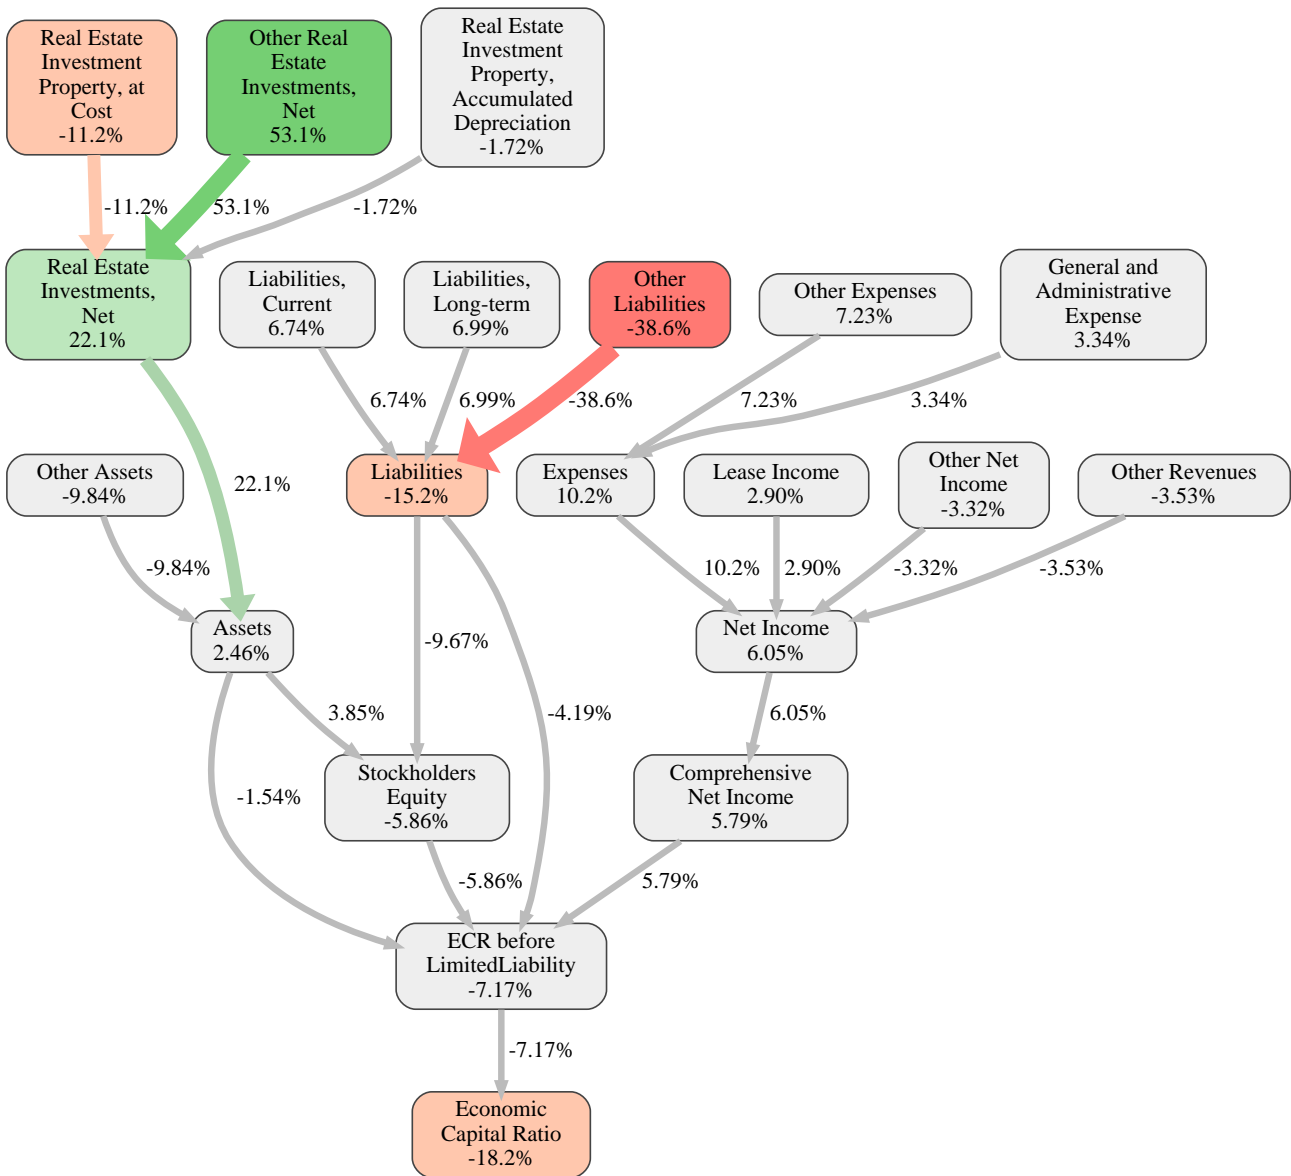 Real Estate
Investment
Property, at
Cost
-11.2%
Other Real
Estate
Investments,
Net
53.1%
Real Estate
Investment
Property,
Accumulated
Depreciation
-1.72%
-11.2%
53.1%
-1.72%
Real Estate
Investments,
Net
22.1%
Liabilities,
Current
6.74%
Liabilities,
Long-term
6.99%
Other
Liabilities
-38.6%
Other Expenses
7.23%
General and
Administrative
Expense
3.34%
6.74%
6.99%
-38.6%
7.23%
3.34%
Other Assets
-9.84%
22.1%
Liabilities
-15.2%
Expenses
10.2%
Lease Income
2.90%
Other Net
Income
-3.32%
Other Revenues
-3.53%
-9.84%
10.2%
2.90%
-3.32%
-3.53%
Assets
2.46%
-9.67%
Net Income
6.05%
3.85%
-4.19%
6.05%
-1.54%
Stockholders
Equity
-5.86%
Comprehensive
Net Income
5.79%
-5.86%
5.79%
ECR before
LimitedLiability
-7.17%
-7.17%
Economic
Capital Ratio
-18.2%